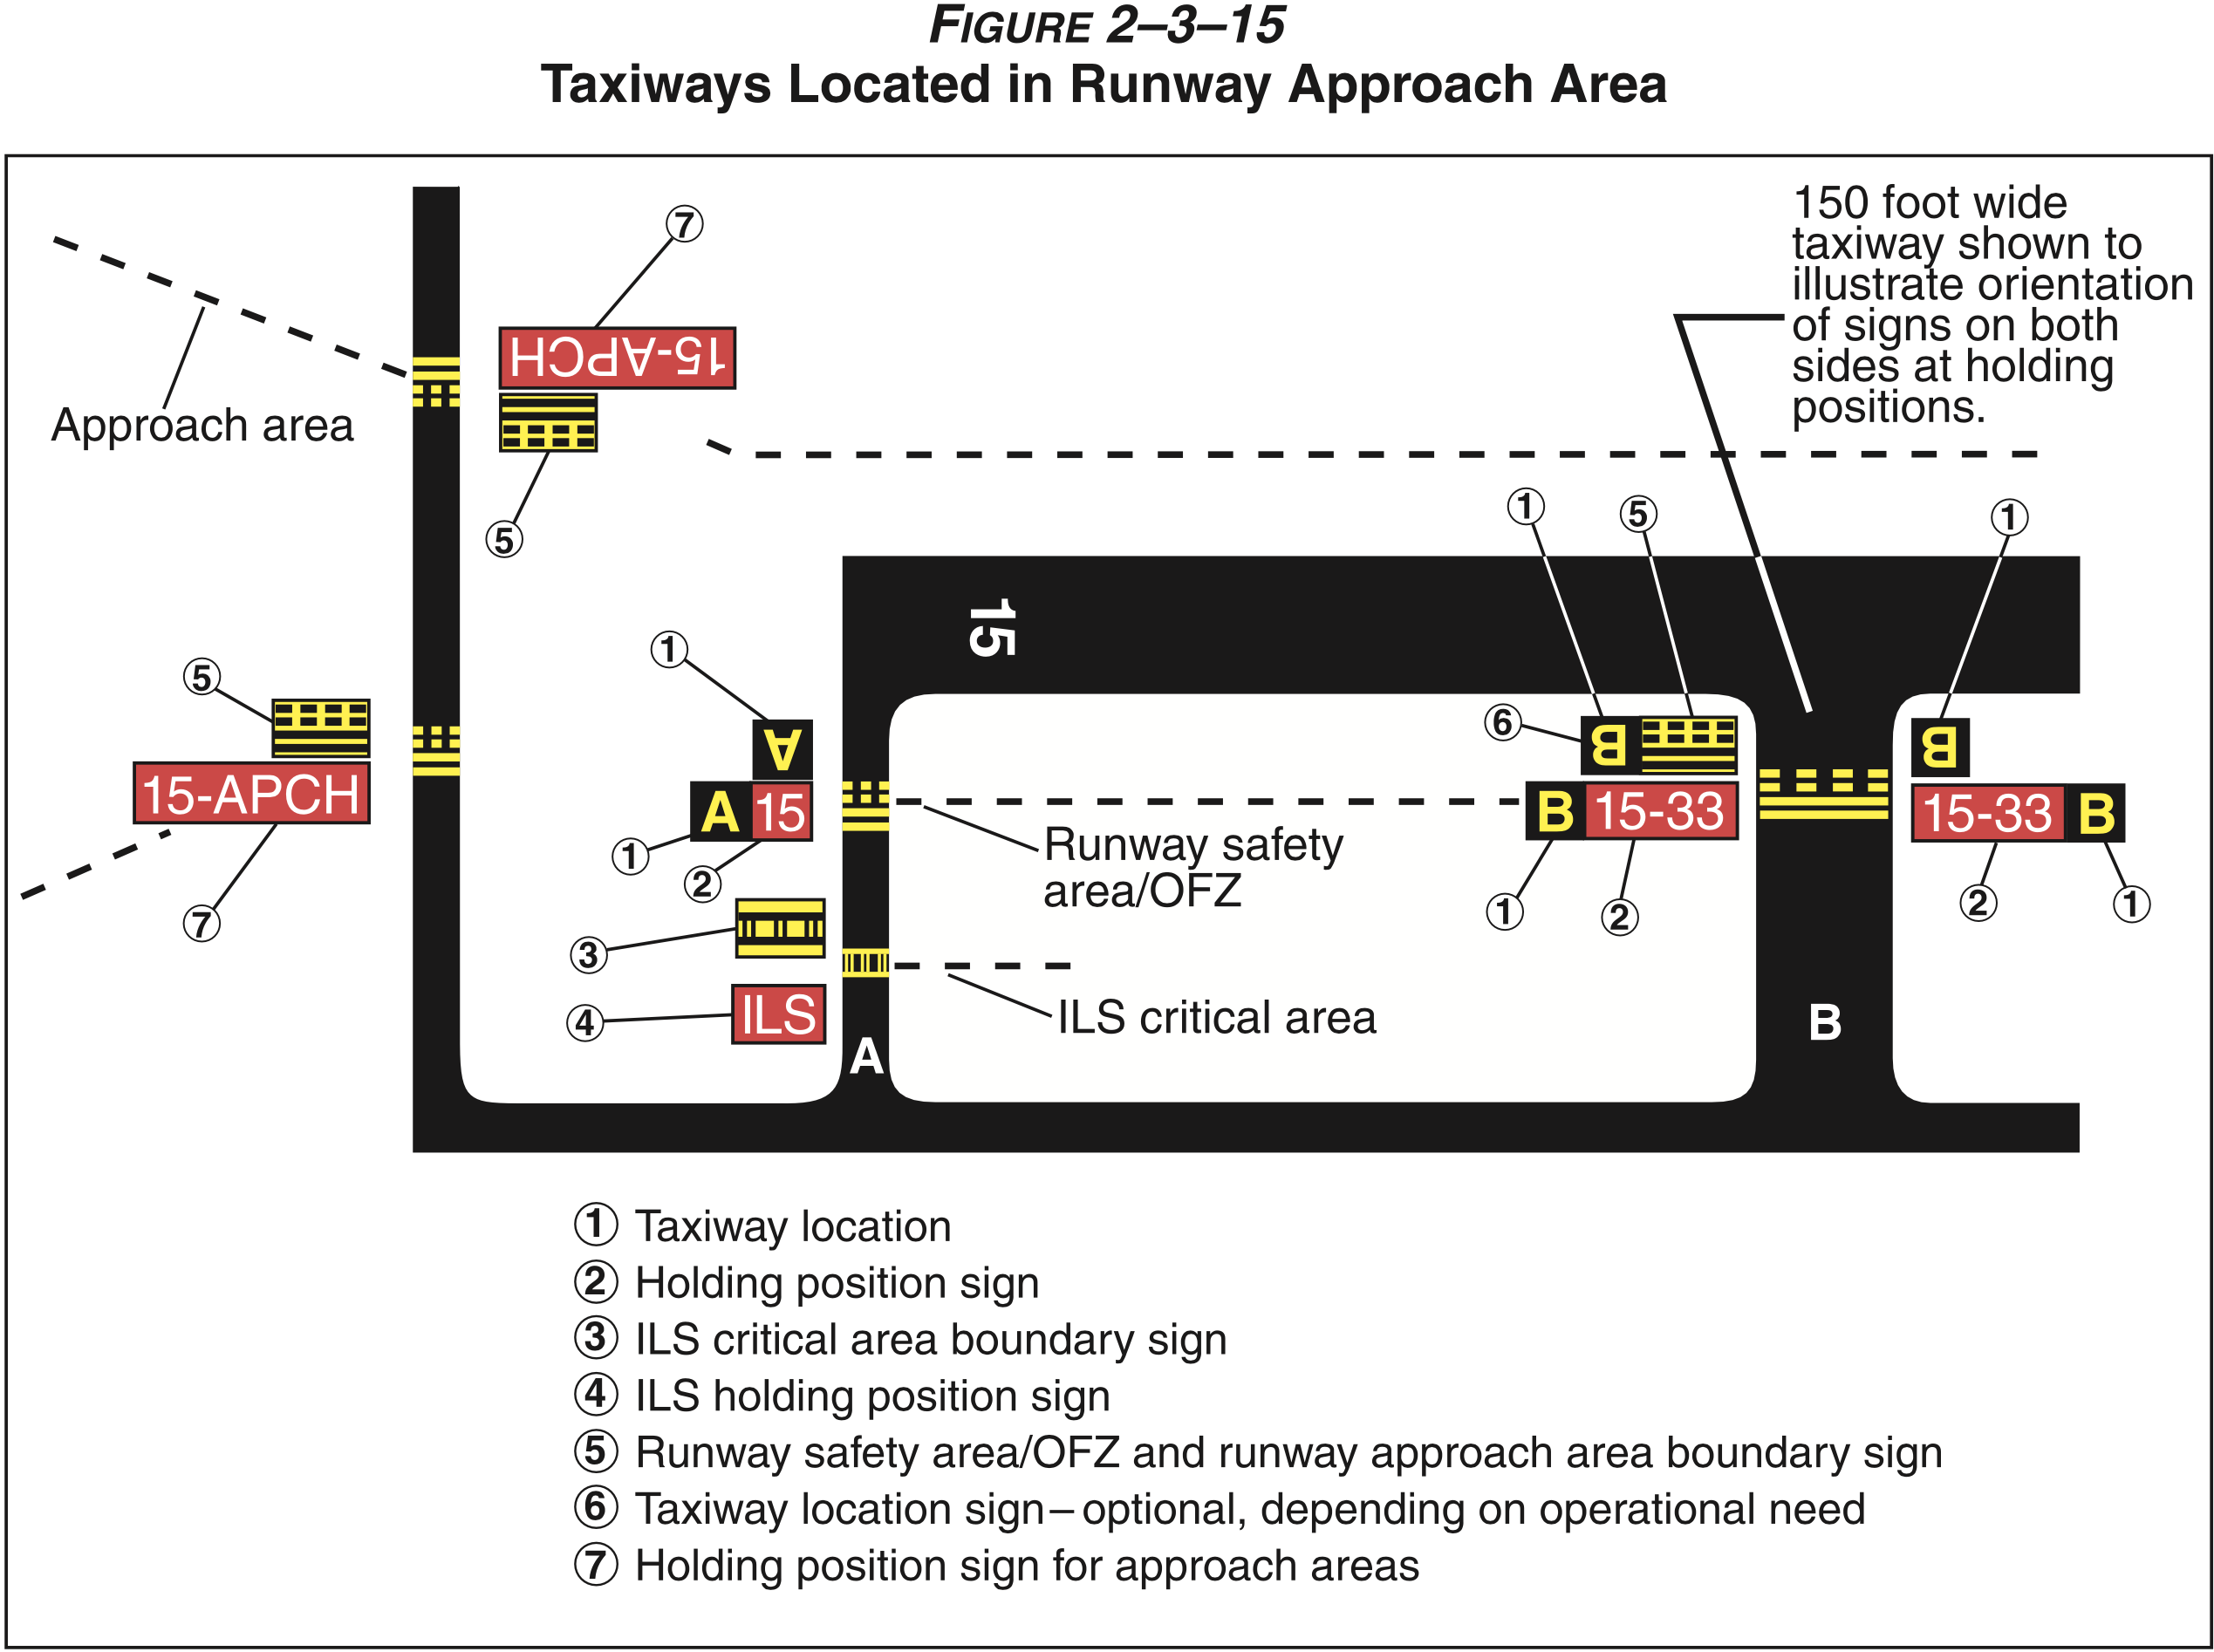 FIGURE 2–3–15
Taxiways Located in Runway Approach Area
150 foot wide
taxiway shown to
illustrate orientation
of signs on both
sides at holding
positions.
7
15-APCH
Approach area
5
1
5
1
15
1
5
A
6
B
B
15-APCH
A 15
B 15-33
15-33 B
Runway safety
area/OFZ
1
2
1
2
2
1
7
3
ILS
4
ILS critical area
A
B
1 Taxiway location
2 Holding position sign
3 ILS critical area boundary sign
4 ILS holding position sign
5 Runway safety area/OFZ and runway approach area boundary sign
6 Taxiway location sign–optional, depending on operational need
7 Holding position sign for approach areas